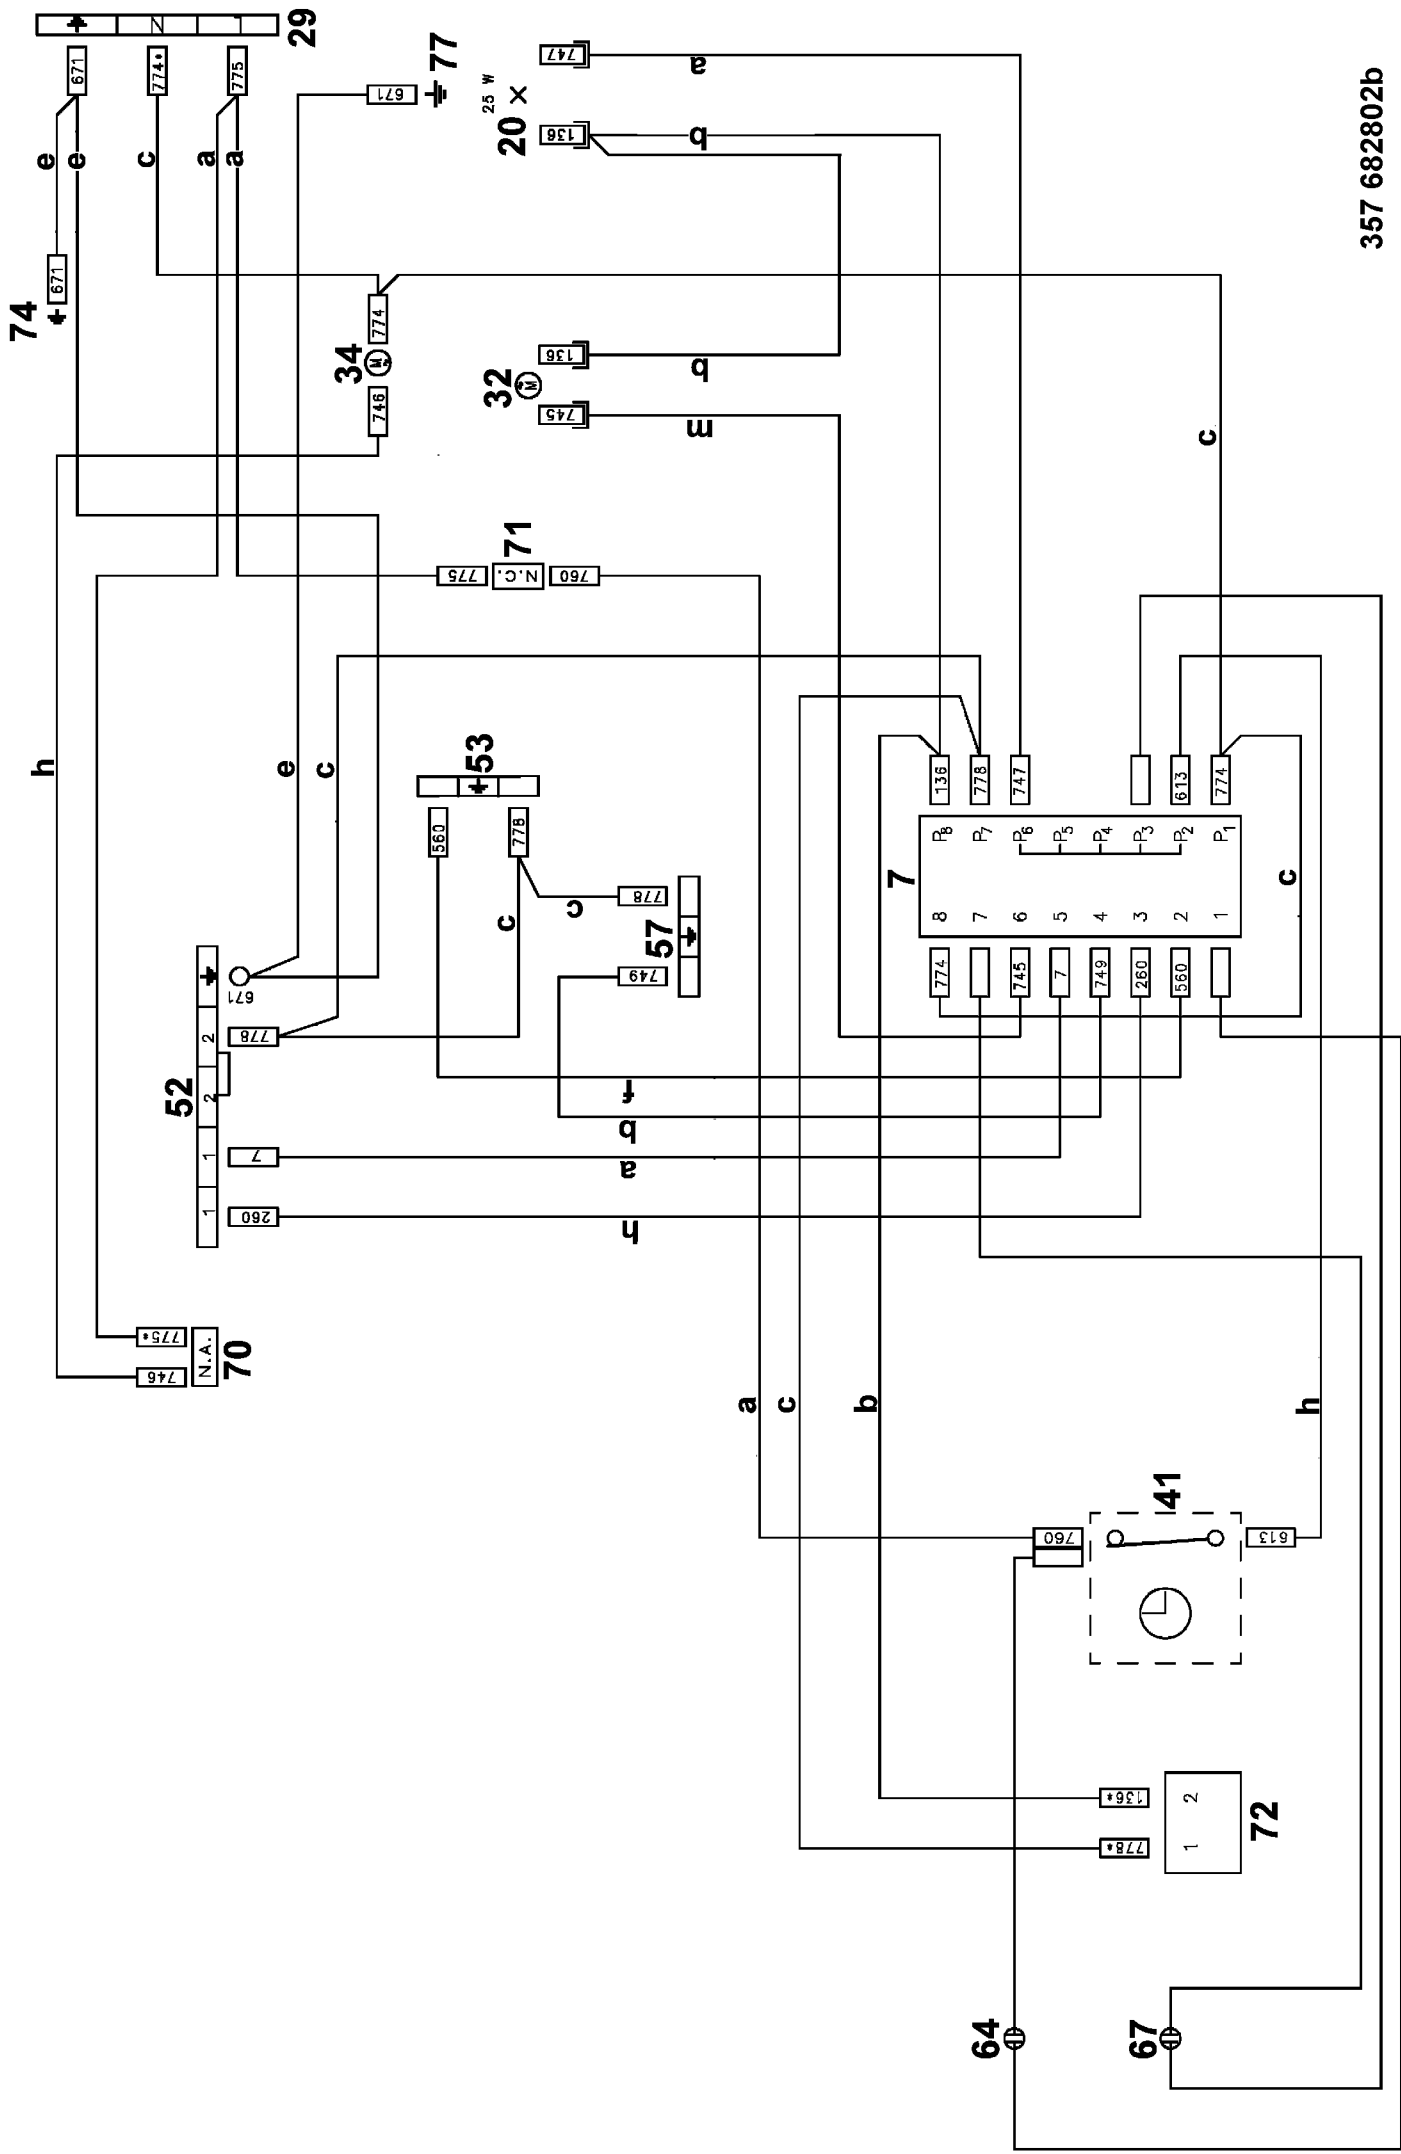 29
⏚ N L
671
774*
775
77
671
25 W
20 X
747
136
a
b
e
e
c
a
a
74
671
34
M
774
746
32
M
136
745
b
m
c
357 682802b
71
N.C.
775
760
h
e
c
53
560
778
c
c
57
778
749
52
2
2
1
1
671
778
7
260
f
b
a
h
7
136
778
747
613
774
P8
P7
P6
P5
P4
P3
P2
P1
8
7
6
5
4
3
2
1
774
745
7
749
260
560
c
70
N.A.
775*
746
a
c
b
h
41
760
613
72
1
2
136*
778*
64
67